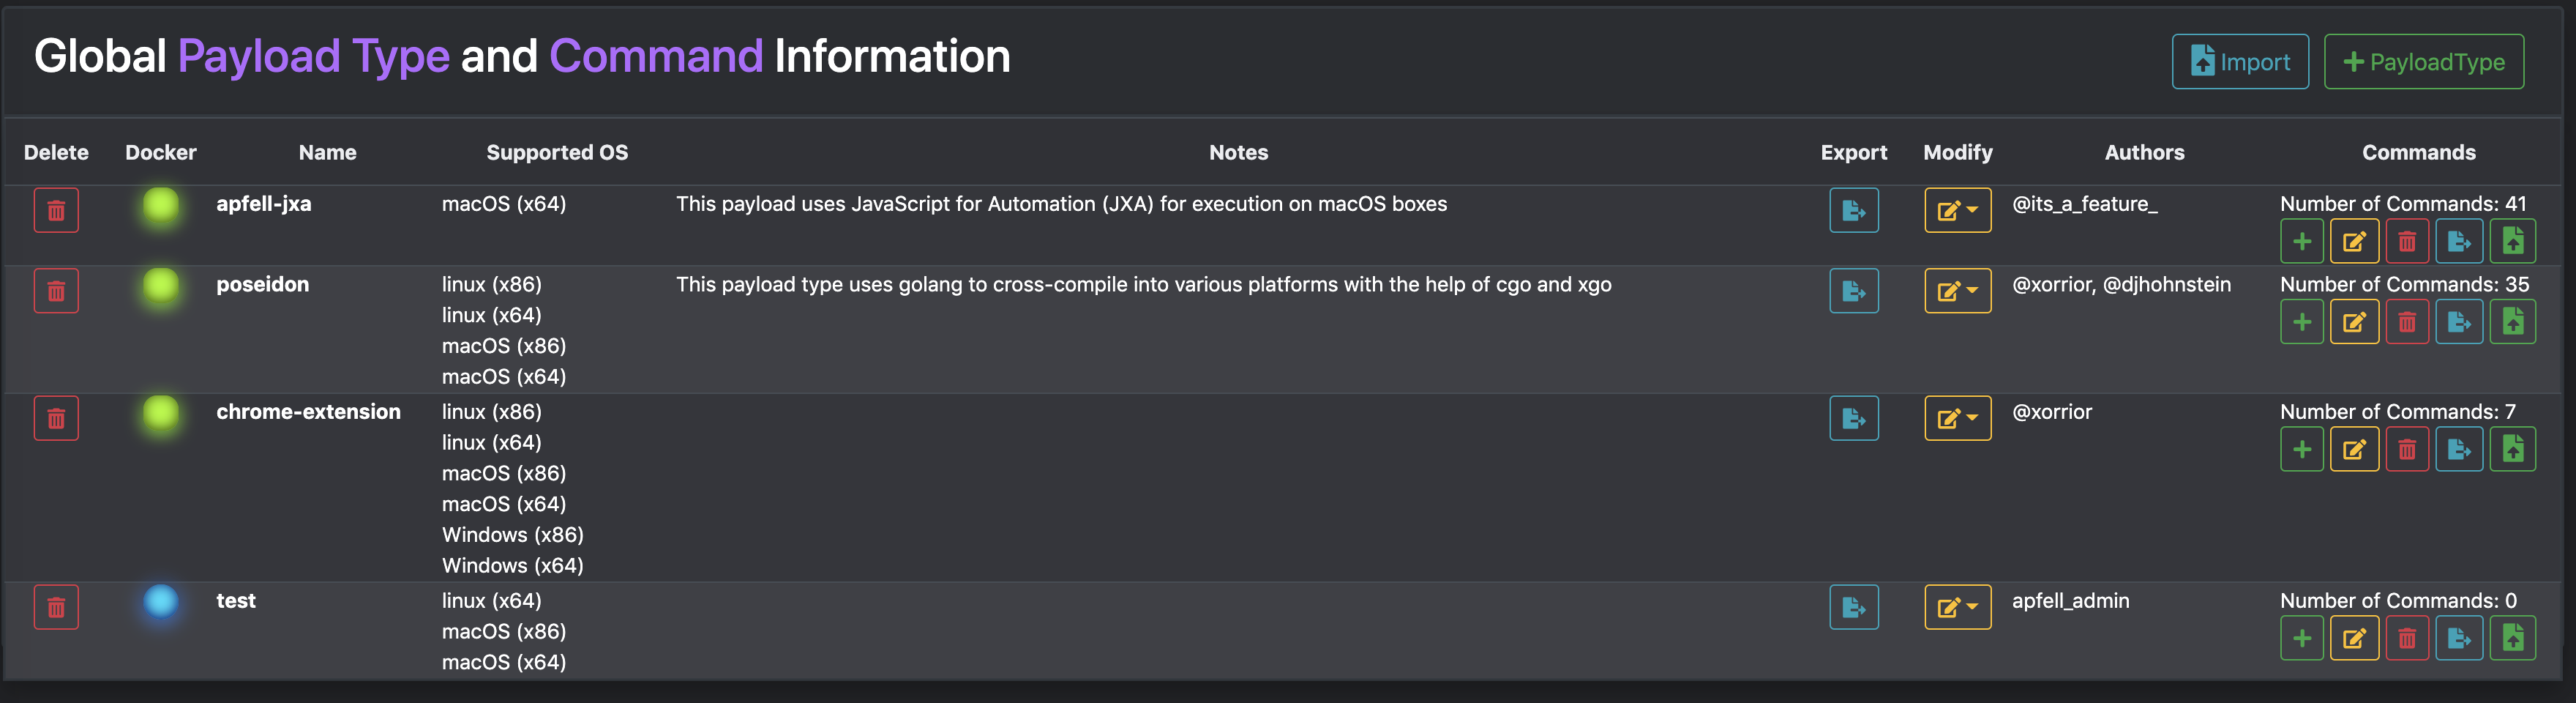 Global Payload Type and Command Information
Import
PayloadType
Delete Docker Name Supported OS Notes Export Modify Authors Commands
apfell-jxa macOS (x64) This payload uses JavaScript for Automation (JXA) for execution on macOS boxes @its_a_feature_ Number of Commands: 41
poseidon linux (x86) This payload type uses golang to cross-compile into various platforms with the help of cgo and xgo @xorrior, @djhohnstein Number of Commands: 35
linux (x64)
macOS (x86)
macOS (x64)
chrome-extension linux (x86) @xorrior Number of Commands: 7
linux (x64)
macOS (x86)
macOS (x64)
Windows (x86)
Windows (x64)
test linux (x64) apfell_admin Number of Commands: 0
macOS (x86)
macOS (x64)